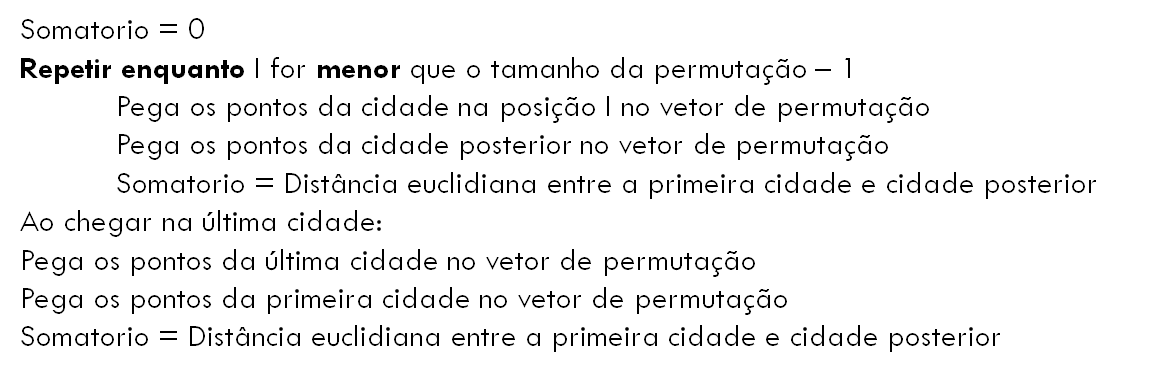 Somatorio = 0
Repetir enquanto I for menor que o tamanho da permutação – 1
Pega os pontos da cidade na posição I no vetor de permutação
Pega os pontos da cidade posterior no vetor de permutação
Somatorio = Distância euclidiana entre a primeira cidade e cidade posterior
Ao chegar na última cidade:
Pega os pontos da última cidade no vetor de permutação
Pega os pontos da primeira cidade no vetor de permutação
Somatorio = Distância euclidiana entre a primeira cidade e cidade posterior